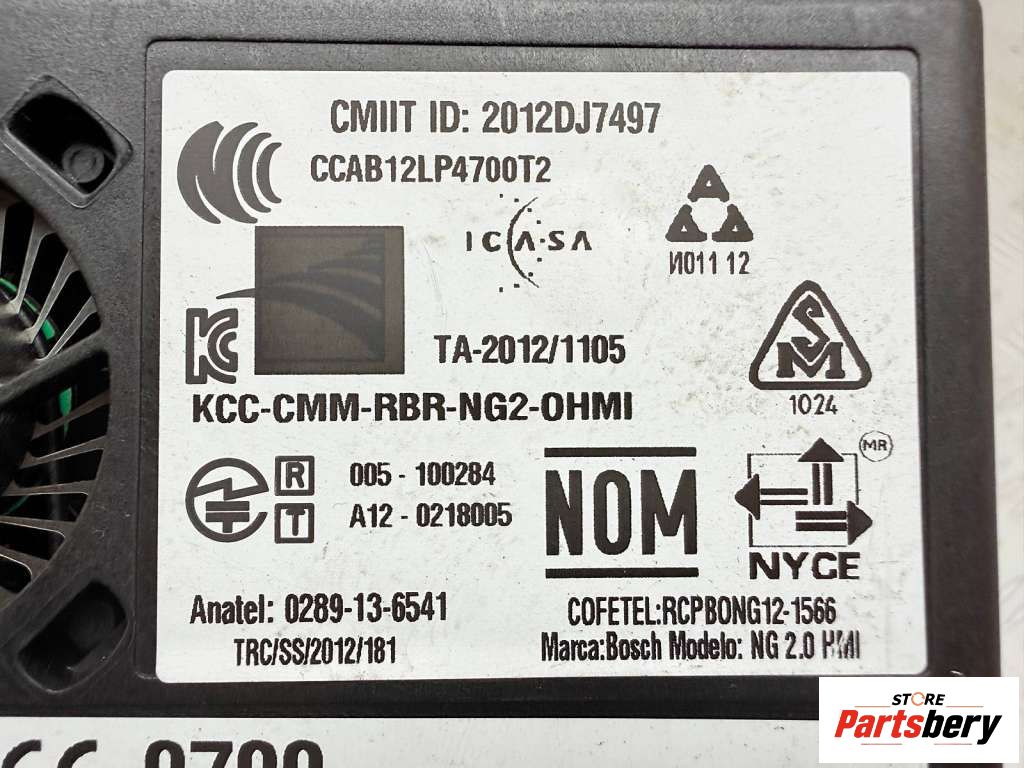 CMIIT ID: 2012DJ7497
CCAB12LP4700T2
ICASA
И011 12
TA-2012/1105
KC
SM
1024
KCC-CMM-RBR-NG2-OHMI
R 005 - 100284
T A12 - 0218005
NOM
MR
NYCE
Anatel: 0289-13-6541
COFETEL:RCPBONG12-1566
TRC/SS/2012/181
Marca:Bosch Modelo: NG 2.0 HMI
STORE
Partsbery